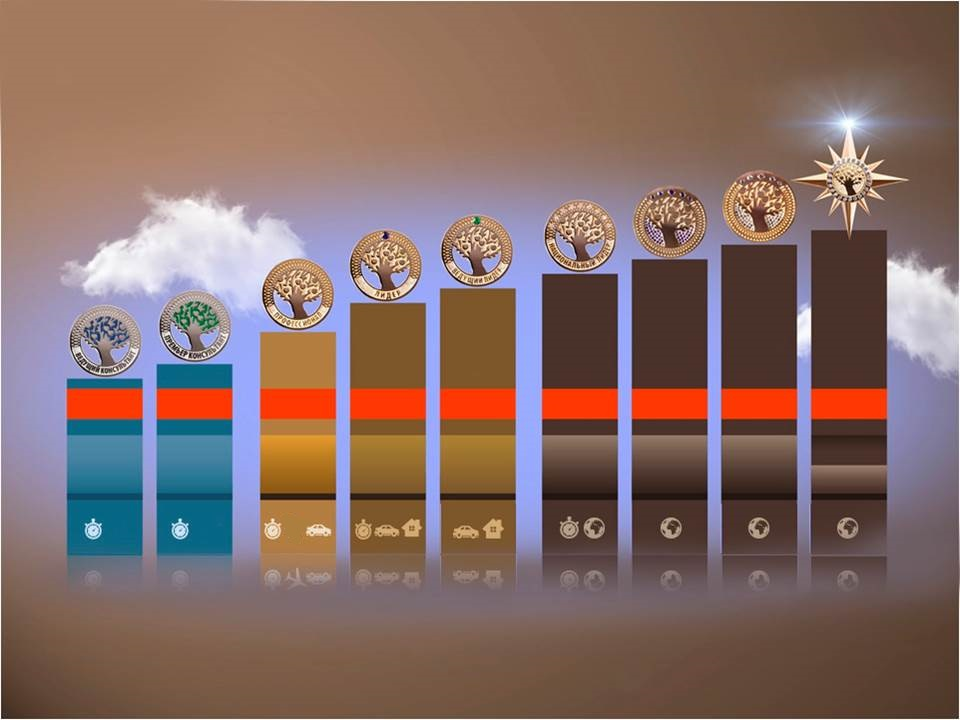 ВЕДУЩИЙ КОНСУЛЬТАНТ
ПРЕМЬЕР КОНСУЛЬТАНТ
ПРОФЕССИОНАЛ
ЛИДЕР
ВЕДУЩИЙ ЛИДЕР
НАЦИОНАЛЬНЫЙ ЛИДЕР